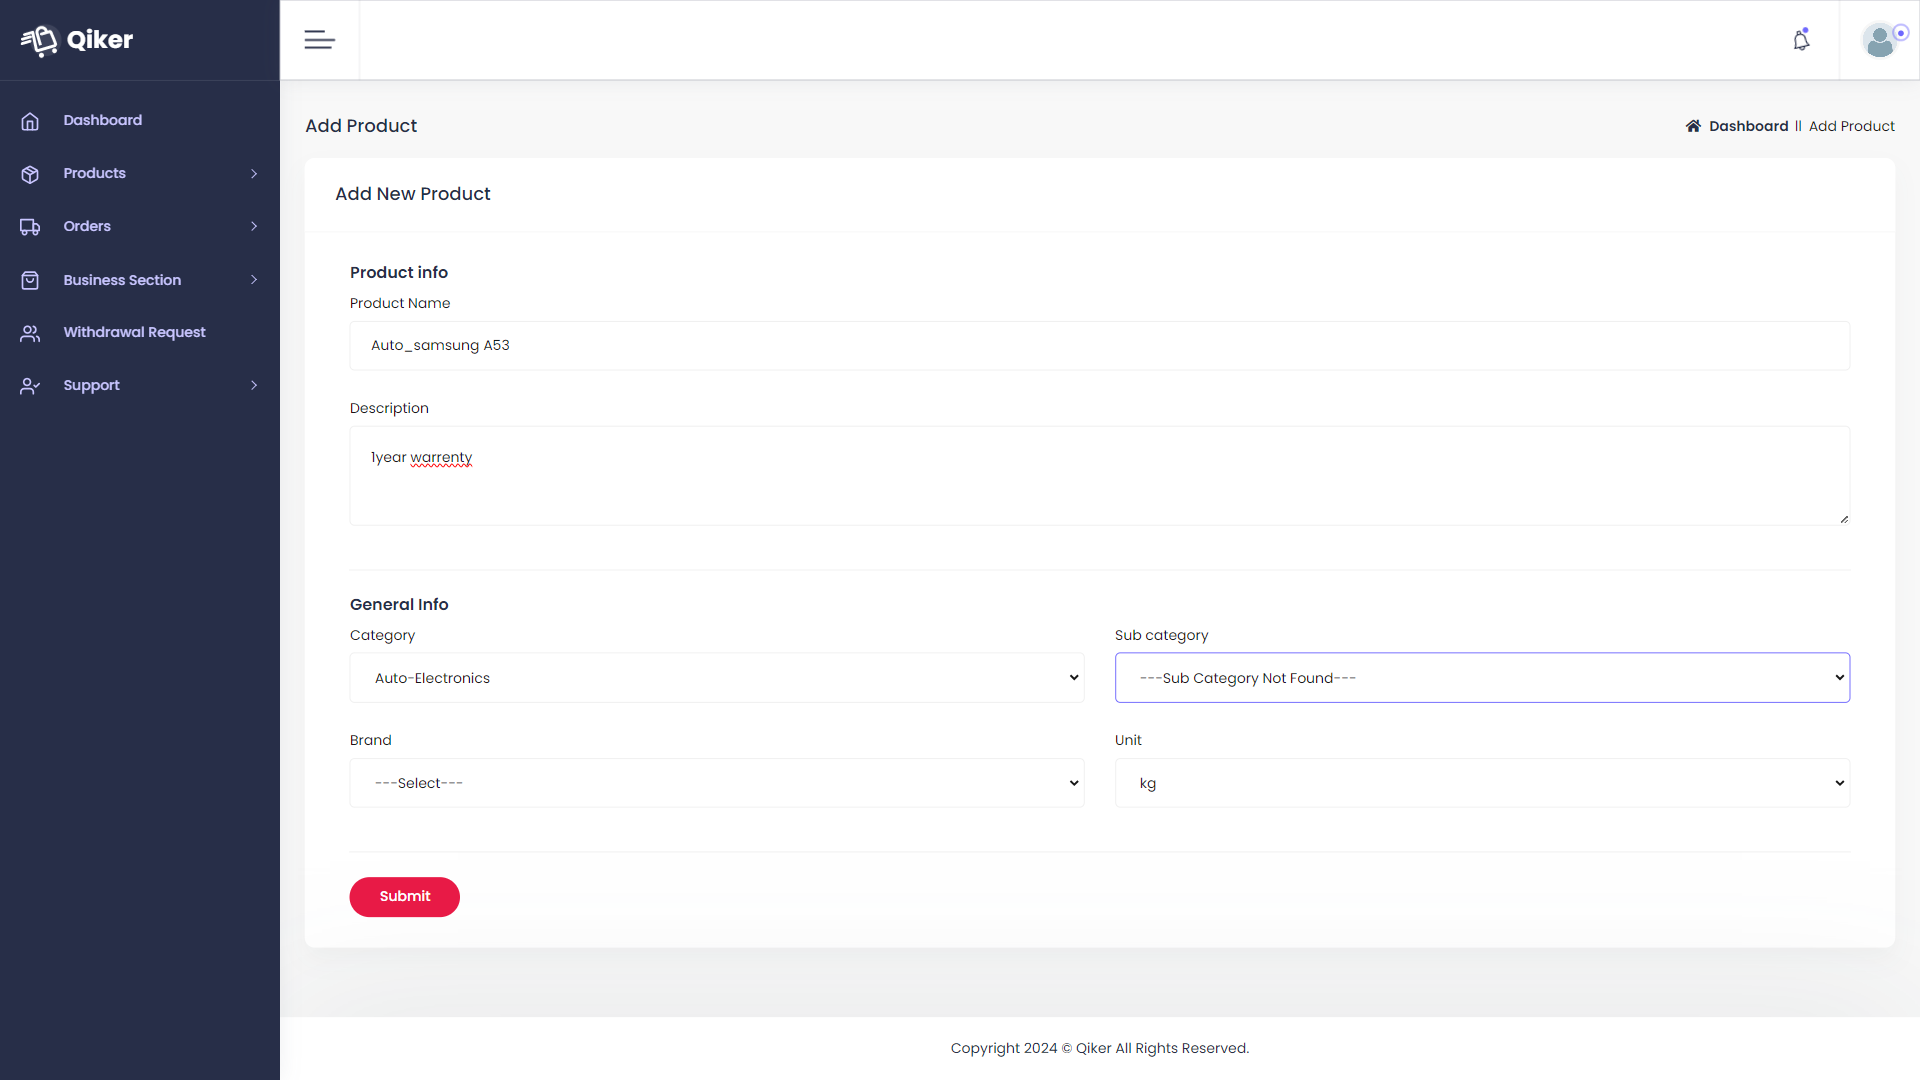 Qiker
Dashboard
Products
Orders
Business Section
Withdrawal Request
Support
Add Product
Dashboard || Add Product
Add New Product
Product info
Product Name
Auto_samsung A53
Description
1year warrenty
General Info
Category
Sub category
Auto-Electronics
---Sub Category Not Found---
Brand
Unit
---Select---
kg
Submit
Copyright 2024 © Qiker All Rights Reserved.